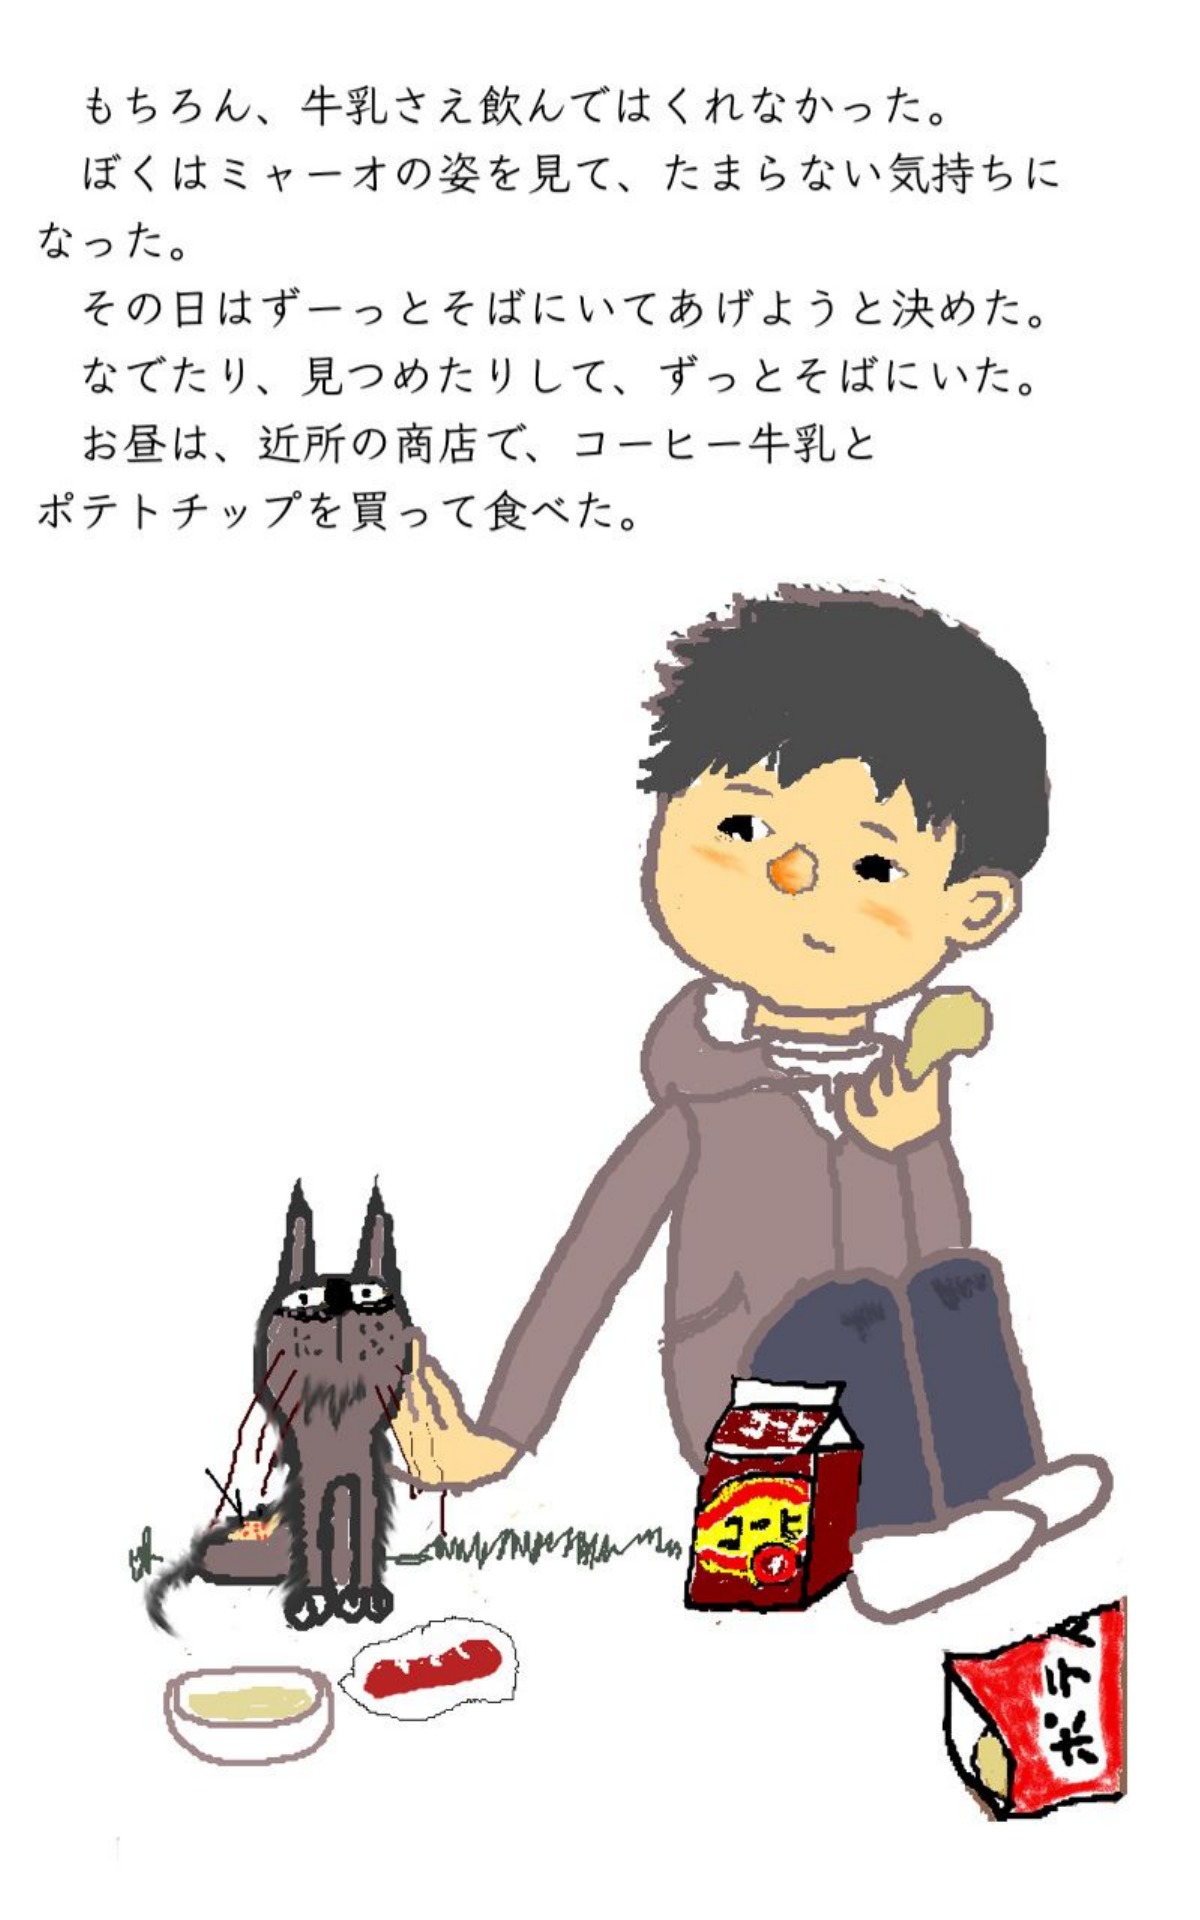 もちろん、牛乳さえ飲んではくれなかった。
ぼくはミャーオの姿を見て、たまらない気持ちに
なった。
その日はずーっとそばにいてあげようと決めた。
なでたり、見つめたりして、ずっとそばにいた。
お昼は、近所の商店で、コーヒー牛乳と
ポテトチップを買って食べた。
コーヒ
ポテト